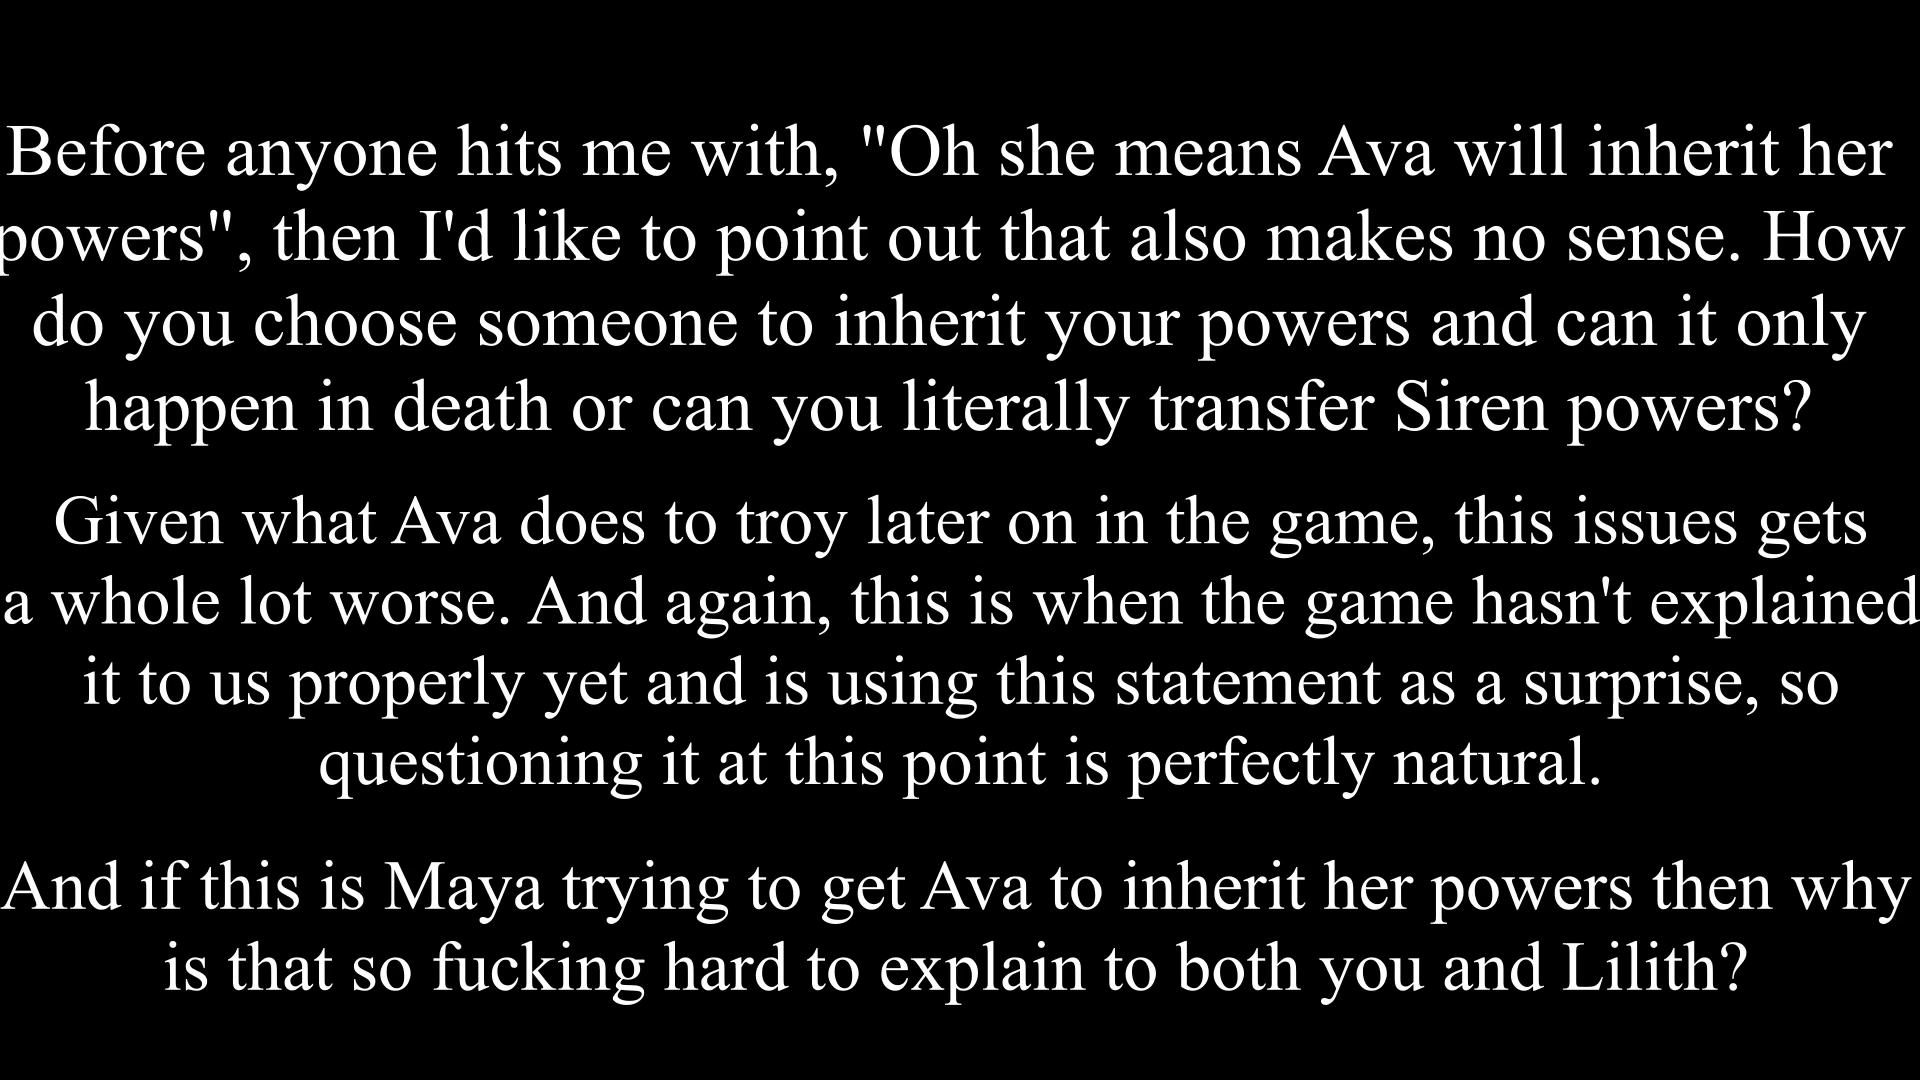 Before anyone hits me with, "Oh she means Ava will inherit her
powers", then I'd like to point out that also makes no sense. How
do you choose someone to inherit your powers and can it only
happen in death or can you literally transfer Siren powers?
Given what Ava does to troy later on in the game, this issues gets
a whole lot worse. And again, this is when the game hasn't explained
it to us properly yet and is using this statement as a surprise, so
questioning it at this point is perfectly natural.
And if this is Maya trying to get Ava to inherit her powers then why
is that so fucking hard to explain to both you and Lilith?